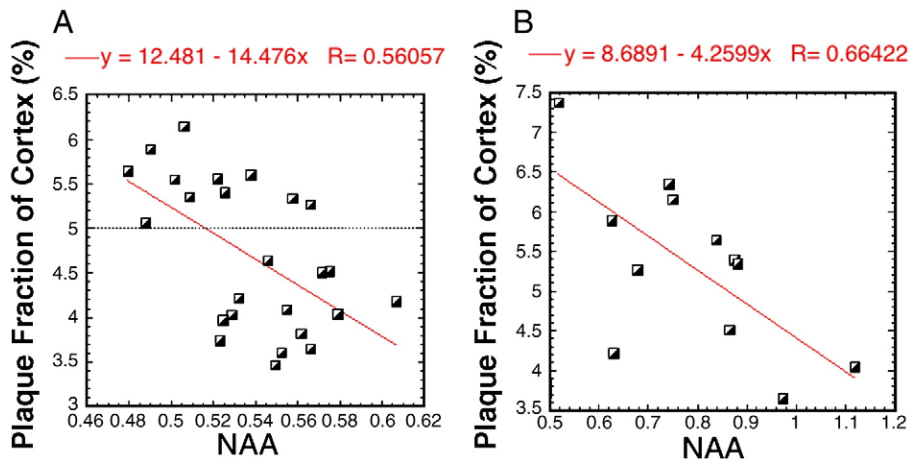 A
y = 12.481 - 14.476x R= 0.56057
Plaque Fraction of Cortex (%)
6.5
6
5.5
5
4.5
4
3.5
3
0.46 0.48 0.5 0.52 0.54 0.56 0.58 0.6 0.62
NAA
B
y = 8.6891 - 4.2599x R= 0.66422
Plaque Fraction of Cortex (%)
7.5
7
6.5
6
5.5
5
4.5
4
3.5
0.5 0.6 0.7 0.8 0.9 1 1.1 1.2
NAA